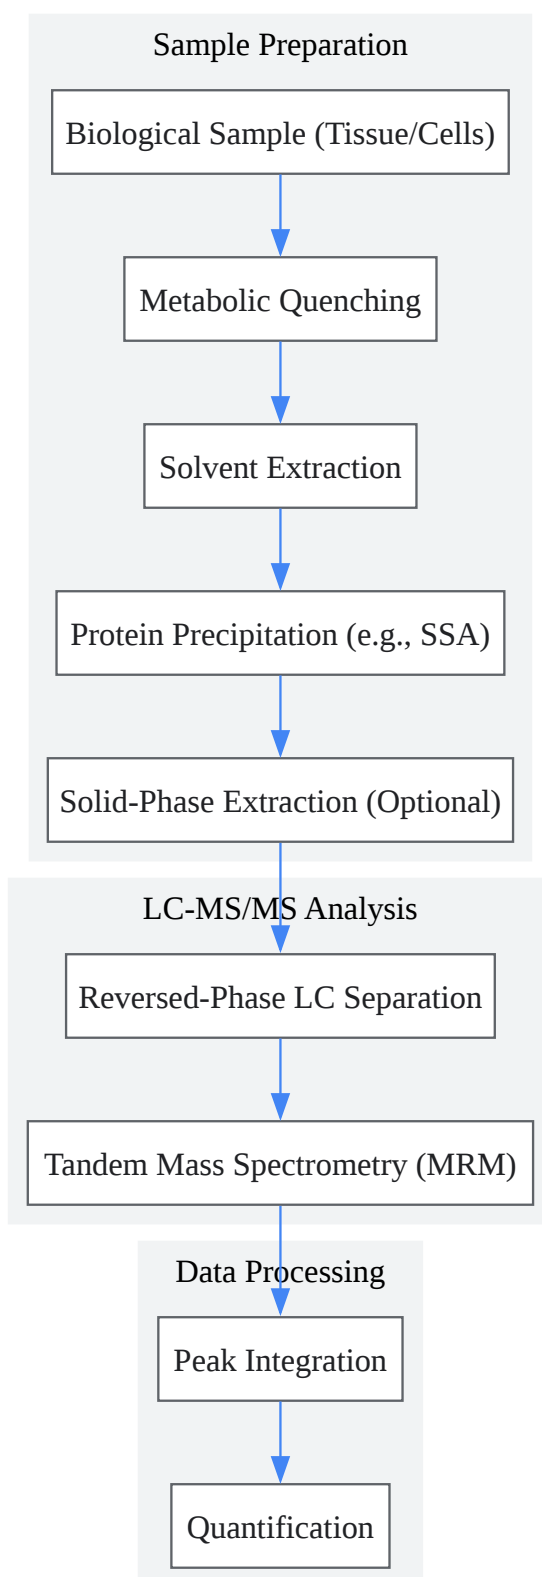 Sample Preparation
Biological Sample (Tissue/Cells)
Metabolic Quenching
Solvent Extraction
Protein Precipitation (e.g., SSA)
Solid-Phase Extraction (Optional)
LC-MS/MS Analysis
Reversed-Phase LC Separation
Tandem Mass Spectrometry (MRM)
Data Processing
Peak Integration
Quantification